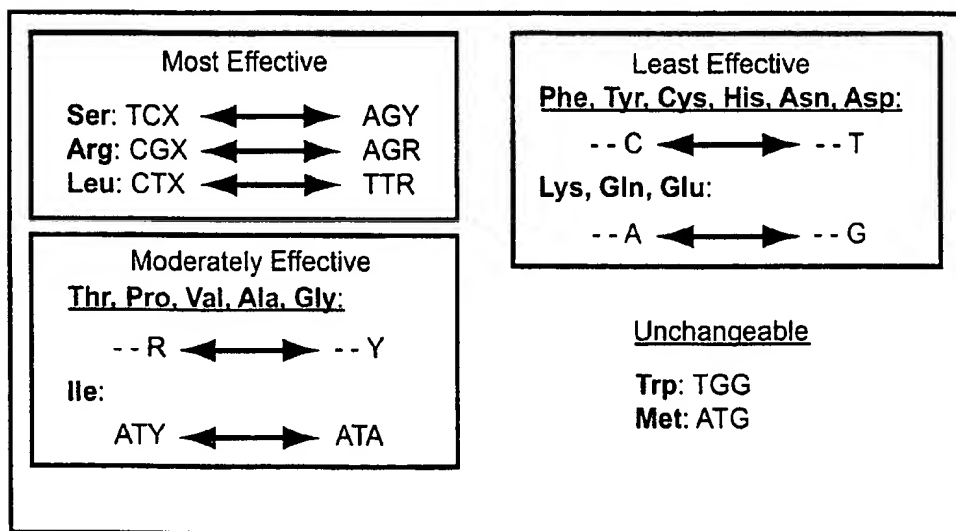 Most Effective
Ser: TCX AGY
Arg: CGX AGR
Leu: CTX TTR
Moderately Effective
Thr, Pro, Val, Ala, Gly:
--R --Y
Ile:
ATY ATA
Least Effective
Phe, Tyr, Cys, His, Asn, Asp:
--C --T
Lys, Gln, Glu:
--A --G
Unchangeable
Trp: TGG
Met: ATG